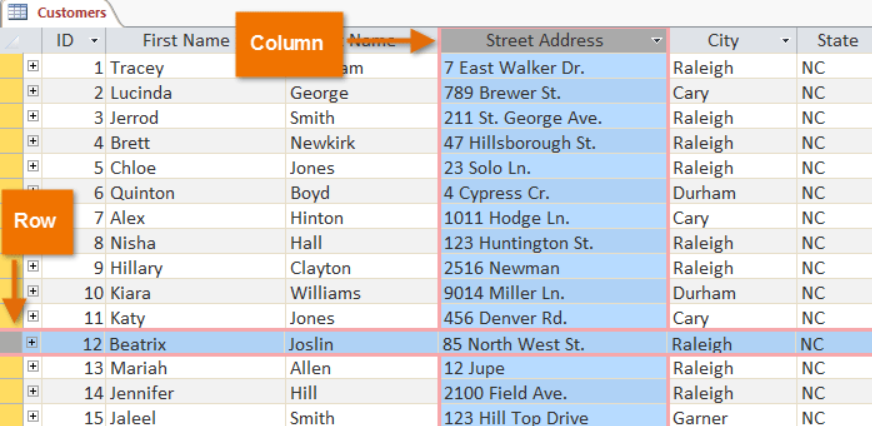 Customers
ID First Name Column Name Street Address City State
1 Tracey am 7 East Walker Dr. Raleigh NC
2 Lucinda George 789 Brewer St. Cary NC
3 Jerrod Smith 211 St. George Ave. Raleigh NC
4 Brett Newkirk 47 Hillsborough St. Raleigh NC
5 Chloe Jones 23 Solo Ln. Raleigh NC
6 Quinton Boyd 4 Cypress Cr. Durham NC
Row 7 Alex Hinton 1011 Hodge Ln. Cary NC
8 Nisha Hall 123 Huntington St. Raleigh NC
9 Hillary Clayton 2516 Newman Raleigh NC
10 Kiara Williams 9014 Miller Ln. Durham NC
11 Katy Jones 456 Denver Rd. Cary NC
12 Beatrix Joslin 85 North West St. Raleigh NC
13 Mariah Allen 12 Jupe Raleigh NC
14 Jennifer Hill 2100 Field Ave. Raleigh NC
15 Jaleel Smith 123 Hill Top Drive Garner NC